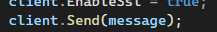 client.EnableSsl = true;
client.Send(message);